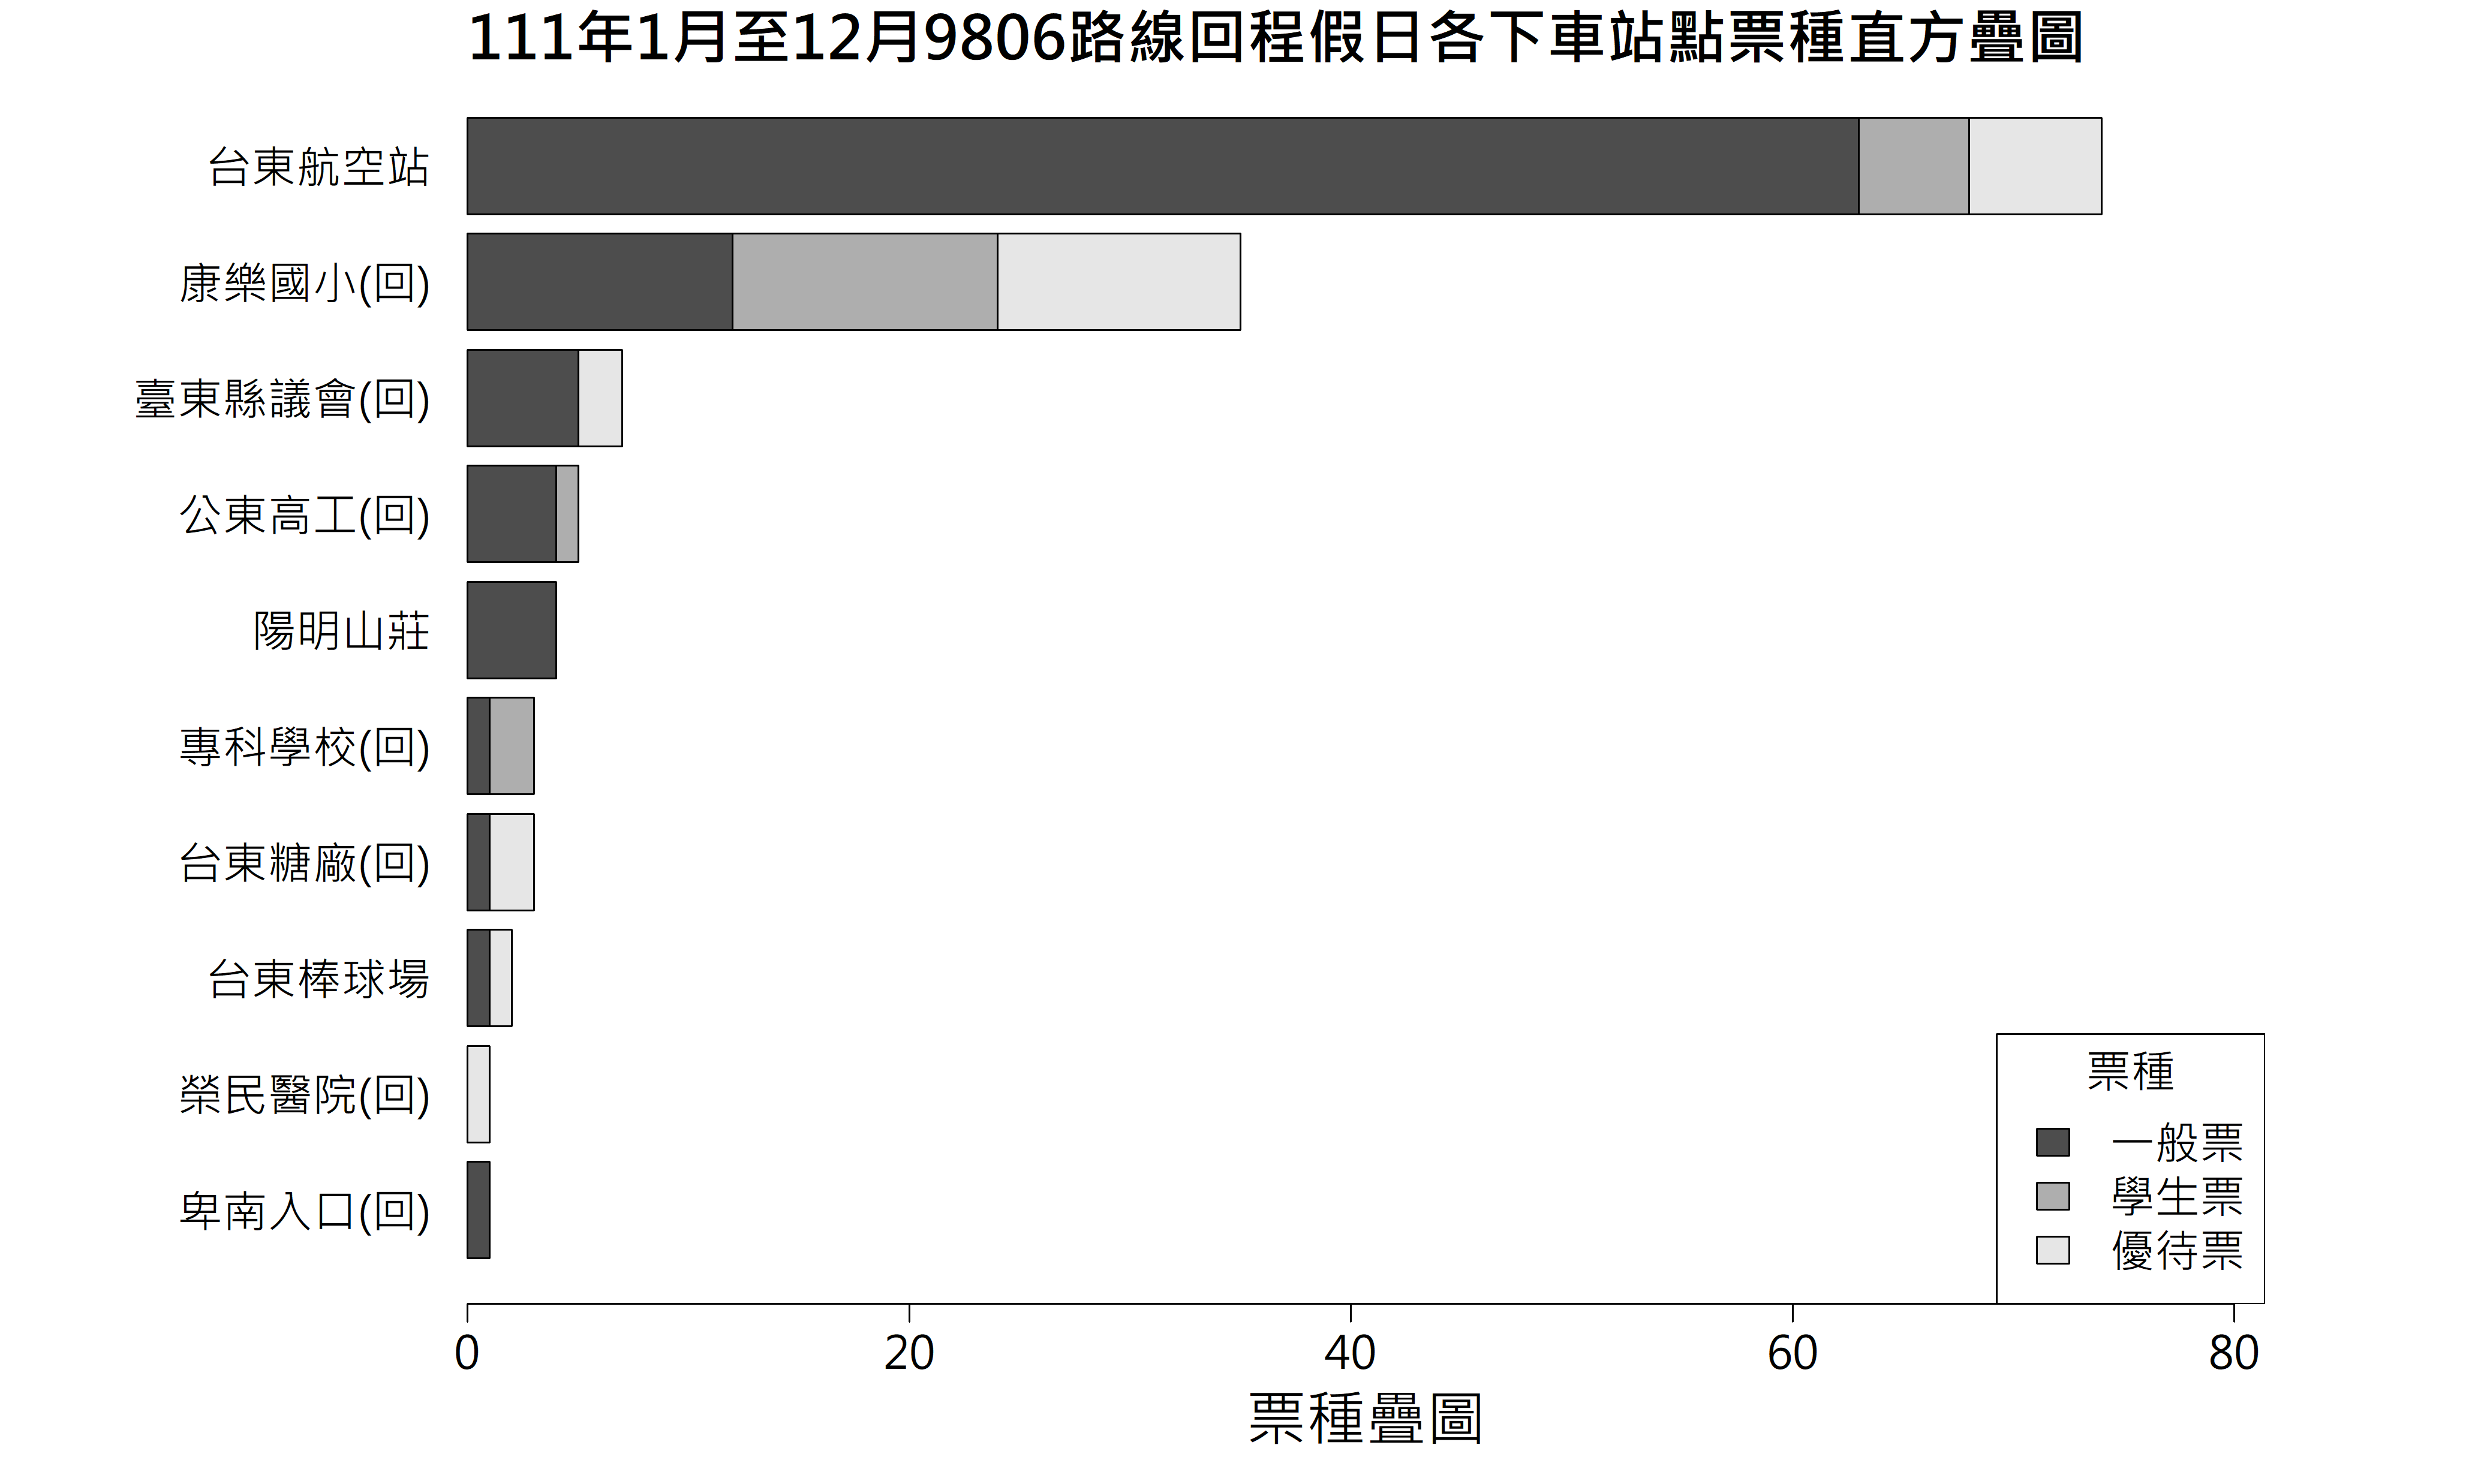 111年1月至12月9806路線回程假日各下車站點票種直方疊圖
台東航空站
康樂國小(回)
臺東縣議會(回)
公東高工(回)
陽明山莊
專科學校(回)
台東糖廠(回)
台東棒球場
榮民醫院(回)
卑南入口(回)
票種
一般票
學生票
優待票
0 20 40 60 80
票種疊圖